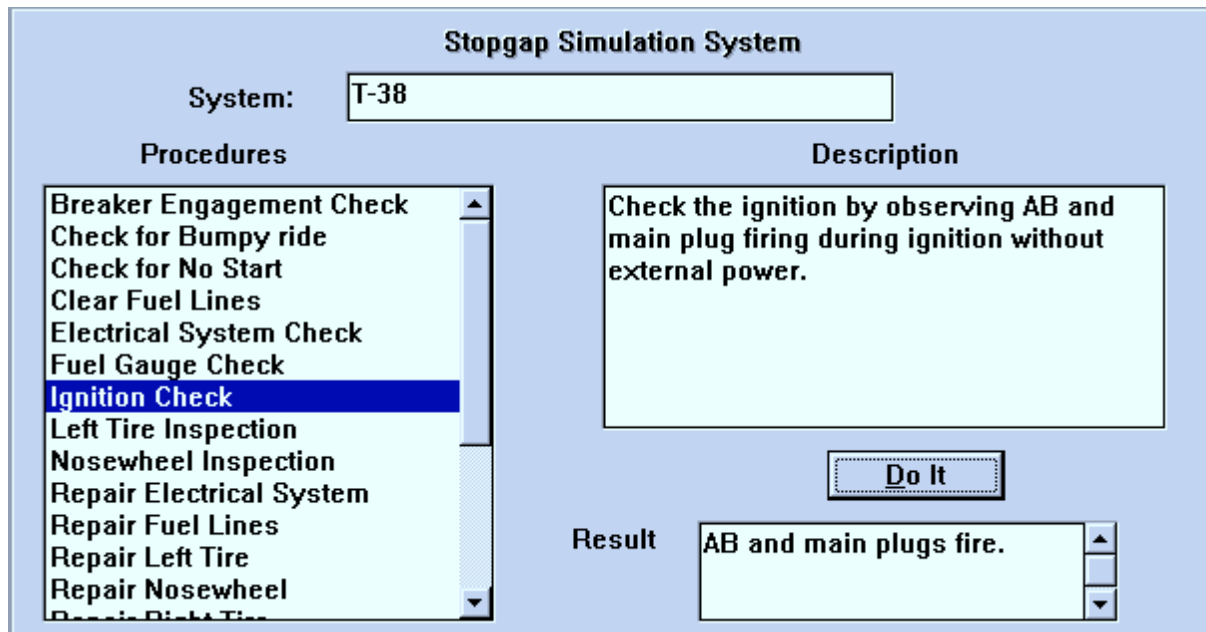 Stopgap Simulation System
System: T-38
Procedures
Description
Breaker Engagement Check
Check for Bumpy ride
Check for No Start
Clear Fuel Lines
Electrical System Check
Fuel Gauge Check
Ignition Check
Left Tire Inspection
Nosewheel Inspection
Repair Electrical System
Repair Fuel Lines
Repair Left Tire
Repair Nosewheel
Repair Right Tire
Check the ignition by observing AB and
main plug firing during ignition without
external power.
Do It
Result
AB and main plugs fire.